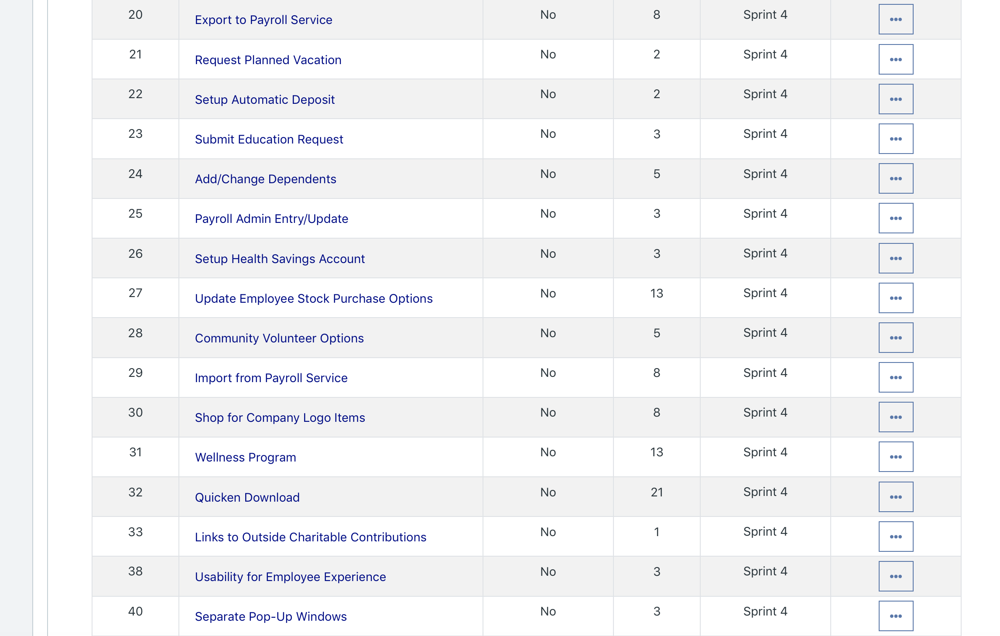 20 Export to Payroll Service No 8 Sprint 4 •••
21 Request Planned Vacation No 2 Sprint 4 •••
22 Setup Automatic Deposit No 2 Sprint 4 •••
23 Submit Education Request No 3 Sprint 4 •••
24 Add/Change Dependents No 5 Sprint 4 •••
25 Payroll Admin Entry/Update No 3 Sprint 4 •••
26 Setup Health Savings Account No 3 Sprint 4 •••
27 Update Employee Stock Purchase Options No 13 Sprint 4 •••
28 Community Volunteer Options No 5 Sprint 4 •••
29 Import from Payroll Service No 8 Sprint 4 •••
30 Shop for Company Logo Items No 8 Sprint 4 •••
31 Wellness Program No 13 Sprint 4 •••
32 Quicken Download No 21 Sprint 4 •••
33 Links to Outside Charitable Contributions No 1 Sprint 4 •••
38 Usability for Employee Experience No 3 Sprint 4 •••
40 Separate Pop-Up Windows No 3 Sprint 4 •••